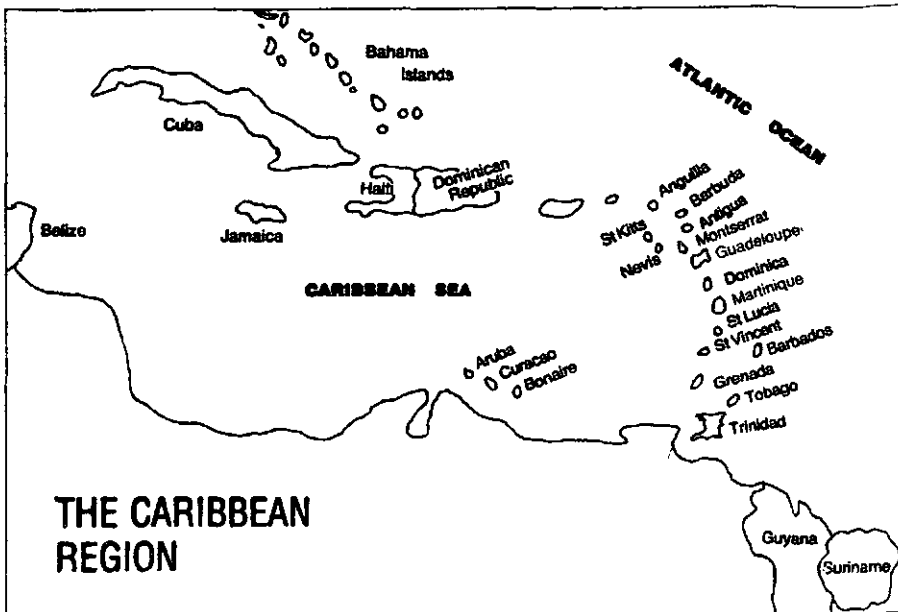 Bahama
Islands
ATLANTIC OCEAN
Cuba
Haiti
Dominican
Republic
Anguilla
Barbuda
Antigua
St Kitts
Montserrat
Nevis
Guadeloupe
Belize
Jamaica
CARIBBEAN SEA
Dominica
Martinique
St Lucia
St Vincent
Barbados
Aruba
Curacao
Bonaire
Grenada
Tobago
Trinidad
THE CARIBBEAN
REGION
Guyana
Suriname